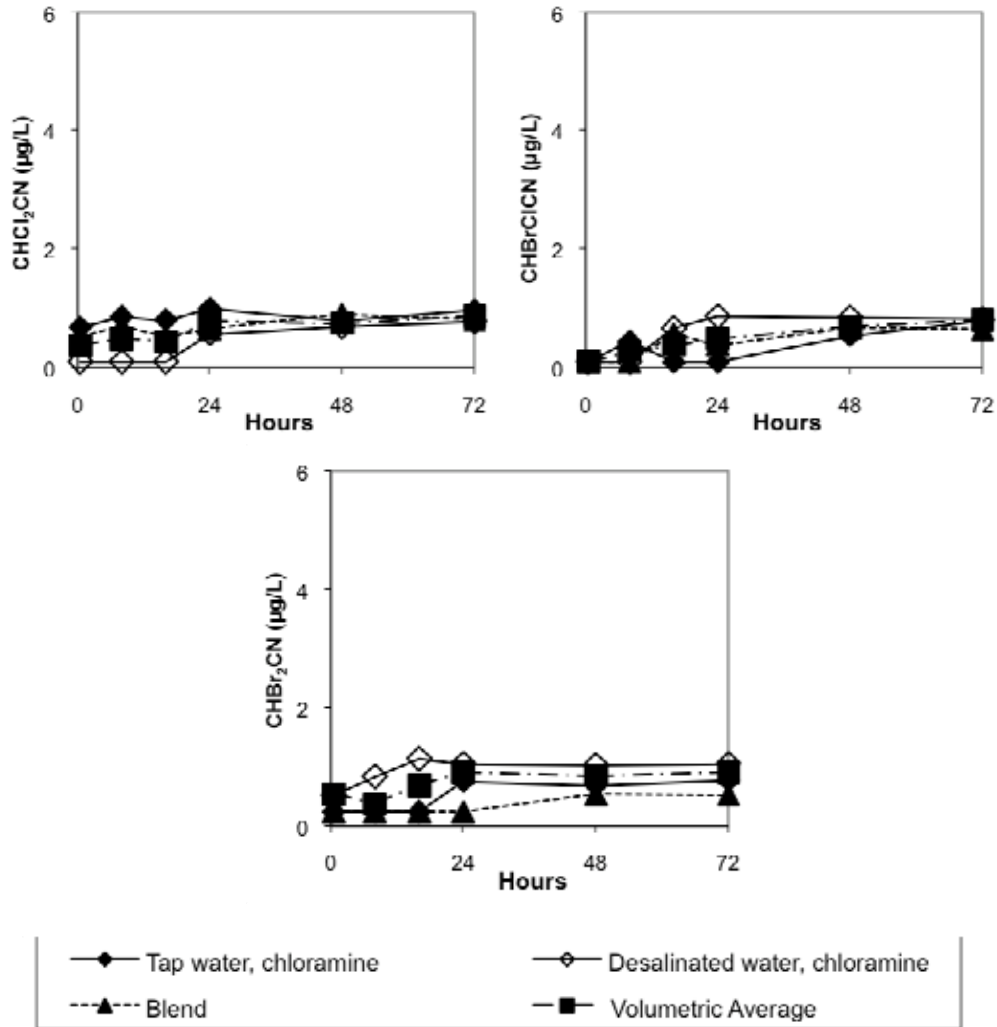 6
4
2
0
CHCl₂CN (µg/L)
0 24 48 72
Hours
6
4
2
0
CHBrClCN (µg/L)
0 24 48 72
Hours
6
4
2
0
CHBr₂CN (µg/L)
0 24 48 72
Hours
Tap water, chloramine
Desalinated water, chloramine
Blend
Volumetric Average